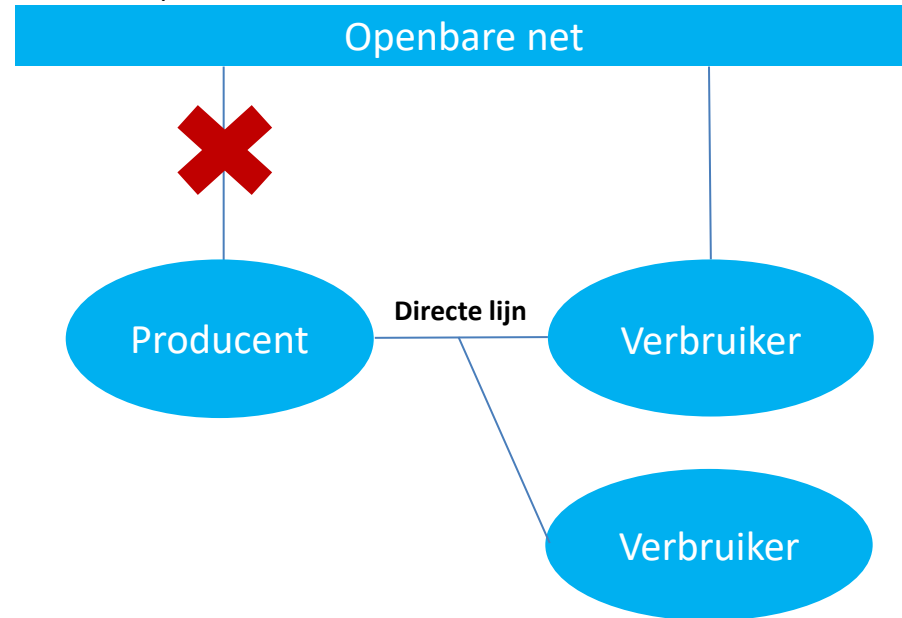 Openbare net
Directe lijn
Producent
Verbruiker
Verbruiker